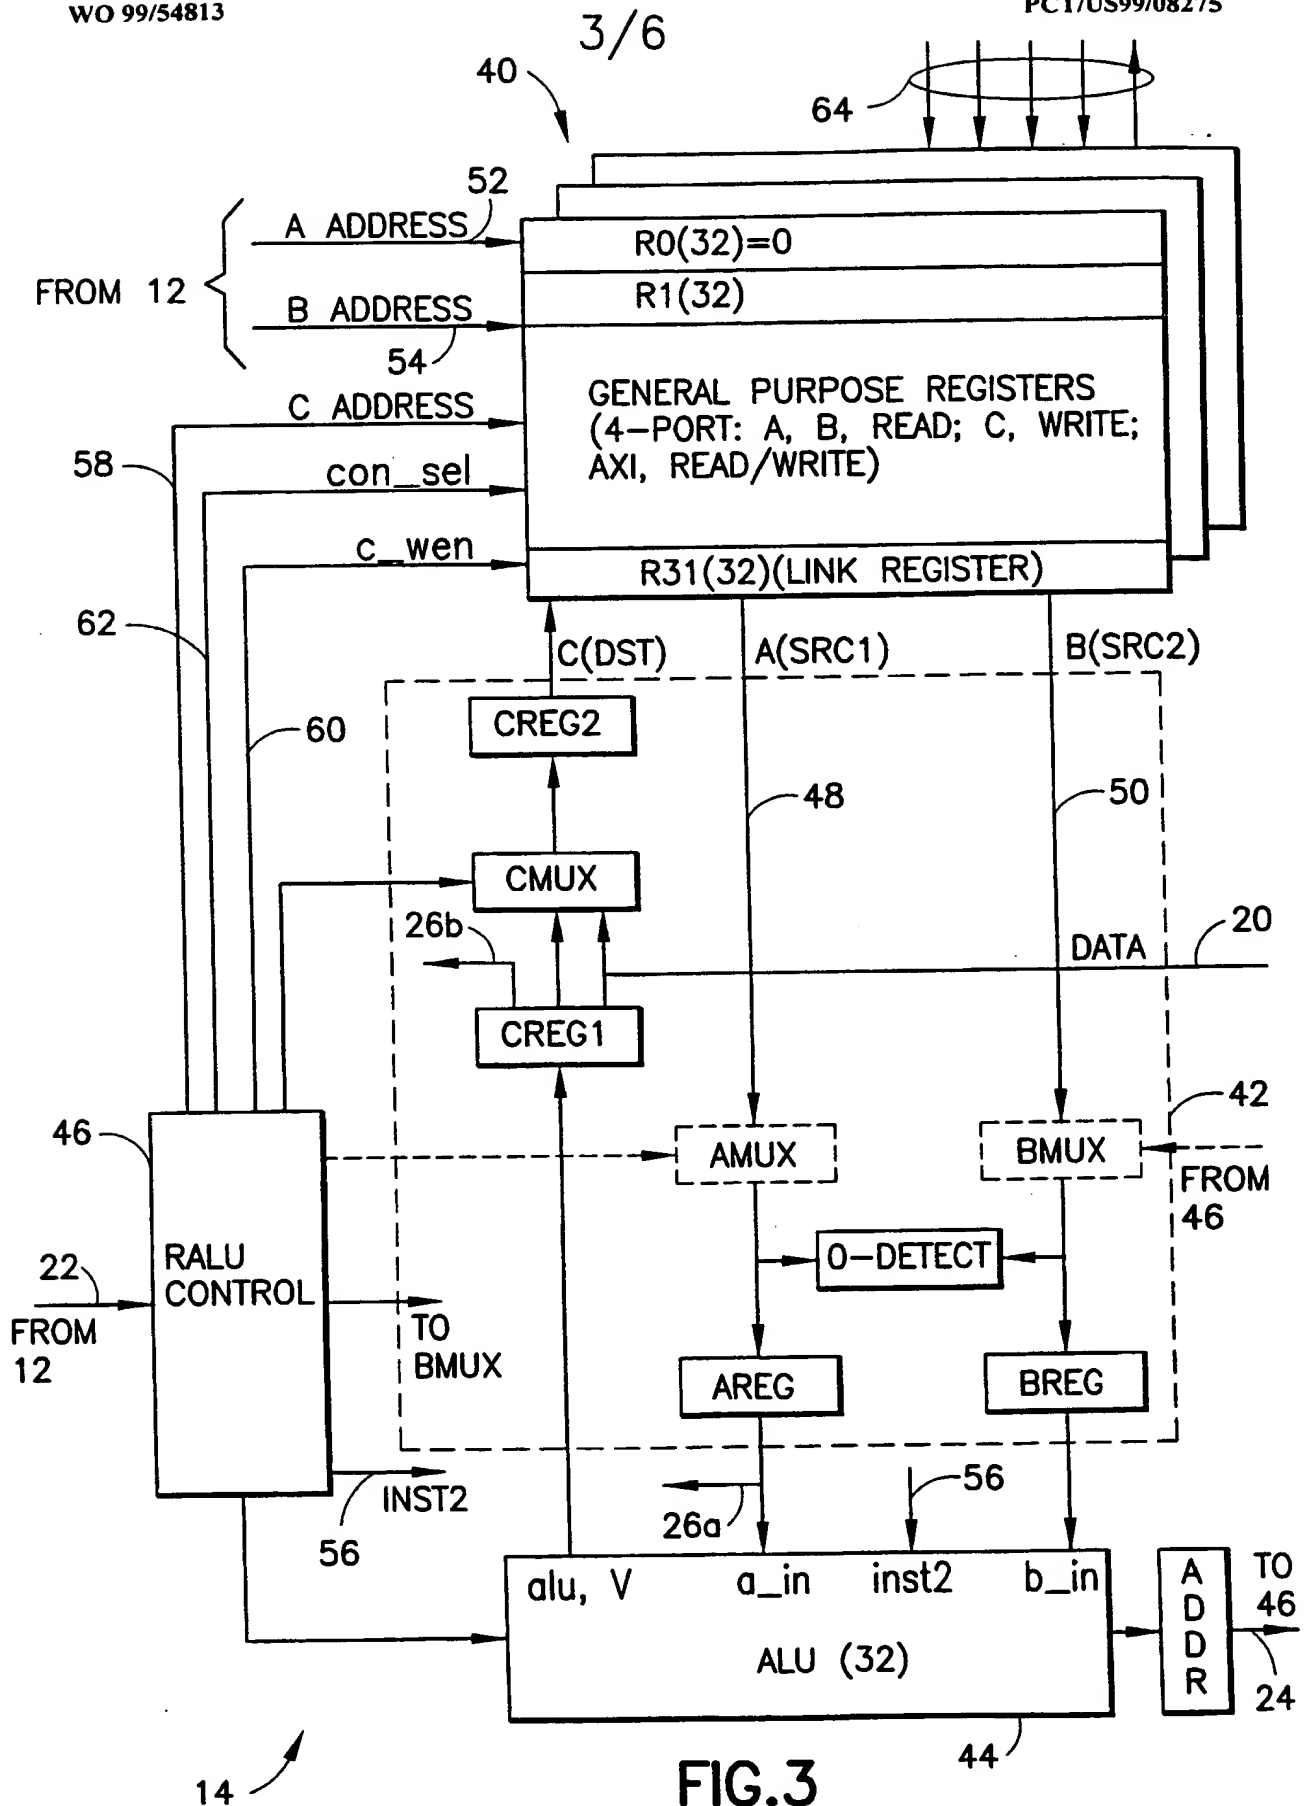 WO 99/54813
PCT/US99/08275
3/6
40
64
52
A ADDRESS
R0(32)=0
FROM 12
R1(32)
B ADDRESS
54
GENERAL PURPOSE REGISTERS
(4-PORT: A, B, READ; C, WRITE;
AXI, READ/WRITE)
C ADDRESS
58
con_sel
c_wen
R31(32)(LINK REGISTER)
62
C(DST)
A(SRC1)
B(SRC2)
60
CREG2
48
50
CMUX
26b
20
DATA
CREG1
42
46
AMUX
BMUX
FROM
46
0-DETECT
RALU
CONTROL
22
FROM
12
TO
BMUX
AREG
BREG
INST2
56
26a
56
alu, V
a_in
inst2
b_in
ALU (32)
ADDR
TO
46
24
44
14
FIG.3